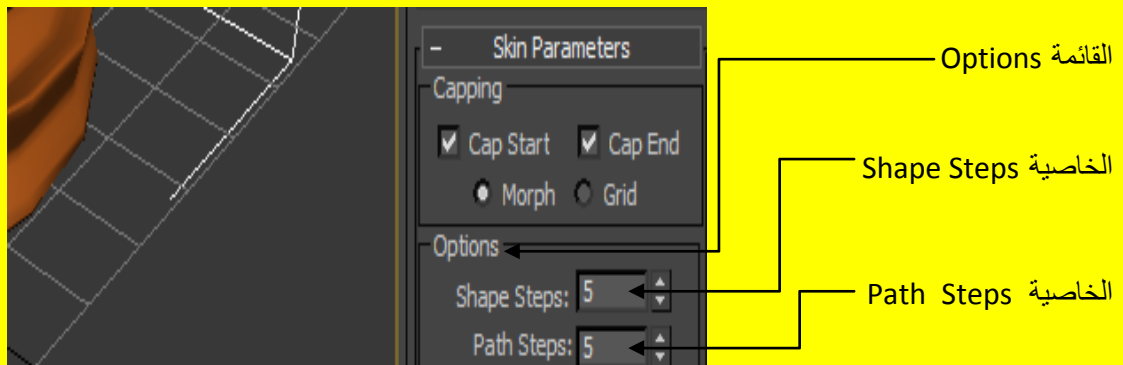 - Skin Parameters
Capping
Cap Start Cap End
Morph Grid
Options
Shape Steps: 5
Path Steps: 5
القائمة Options
الخاصية Shape Steps
الخاصية Path Steps